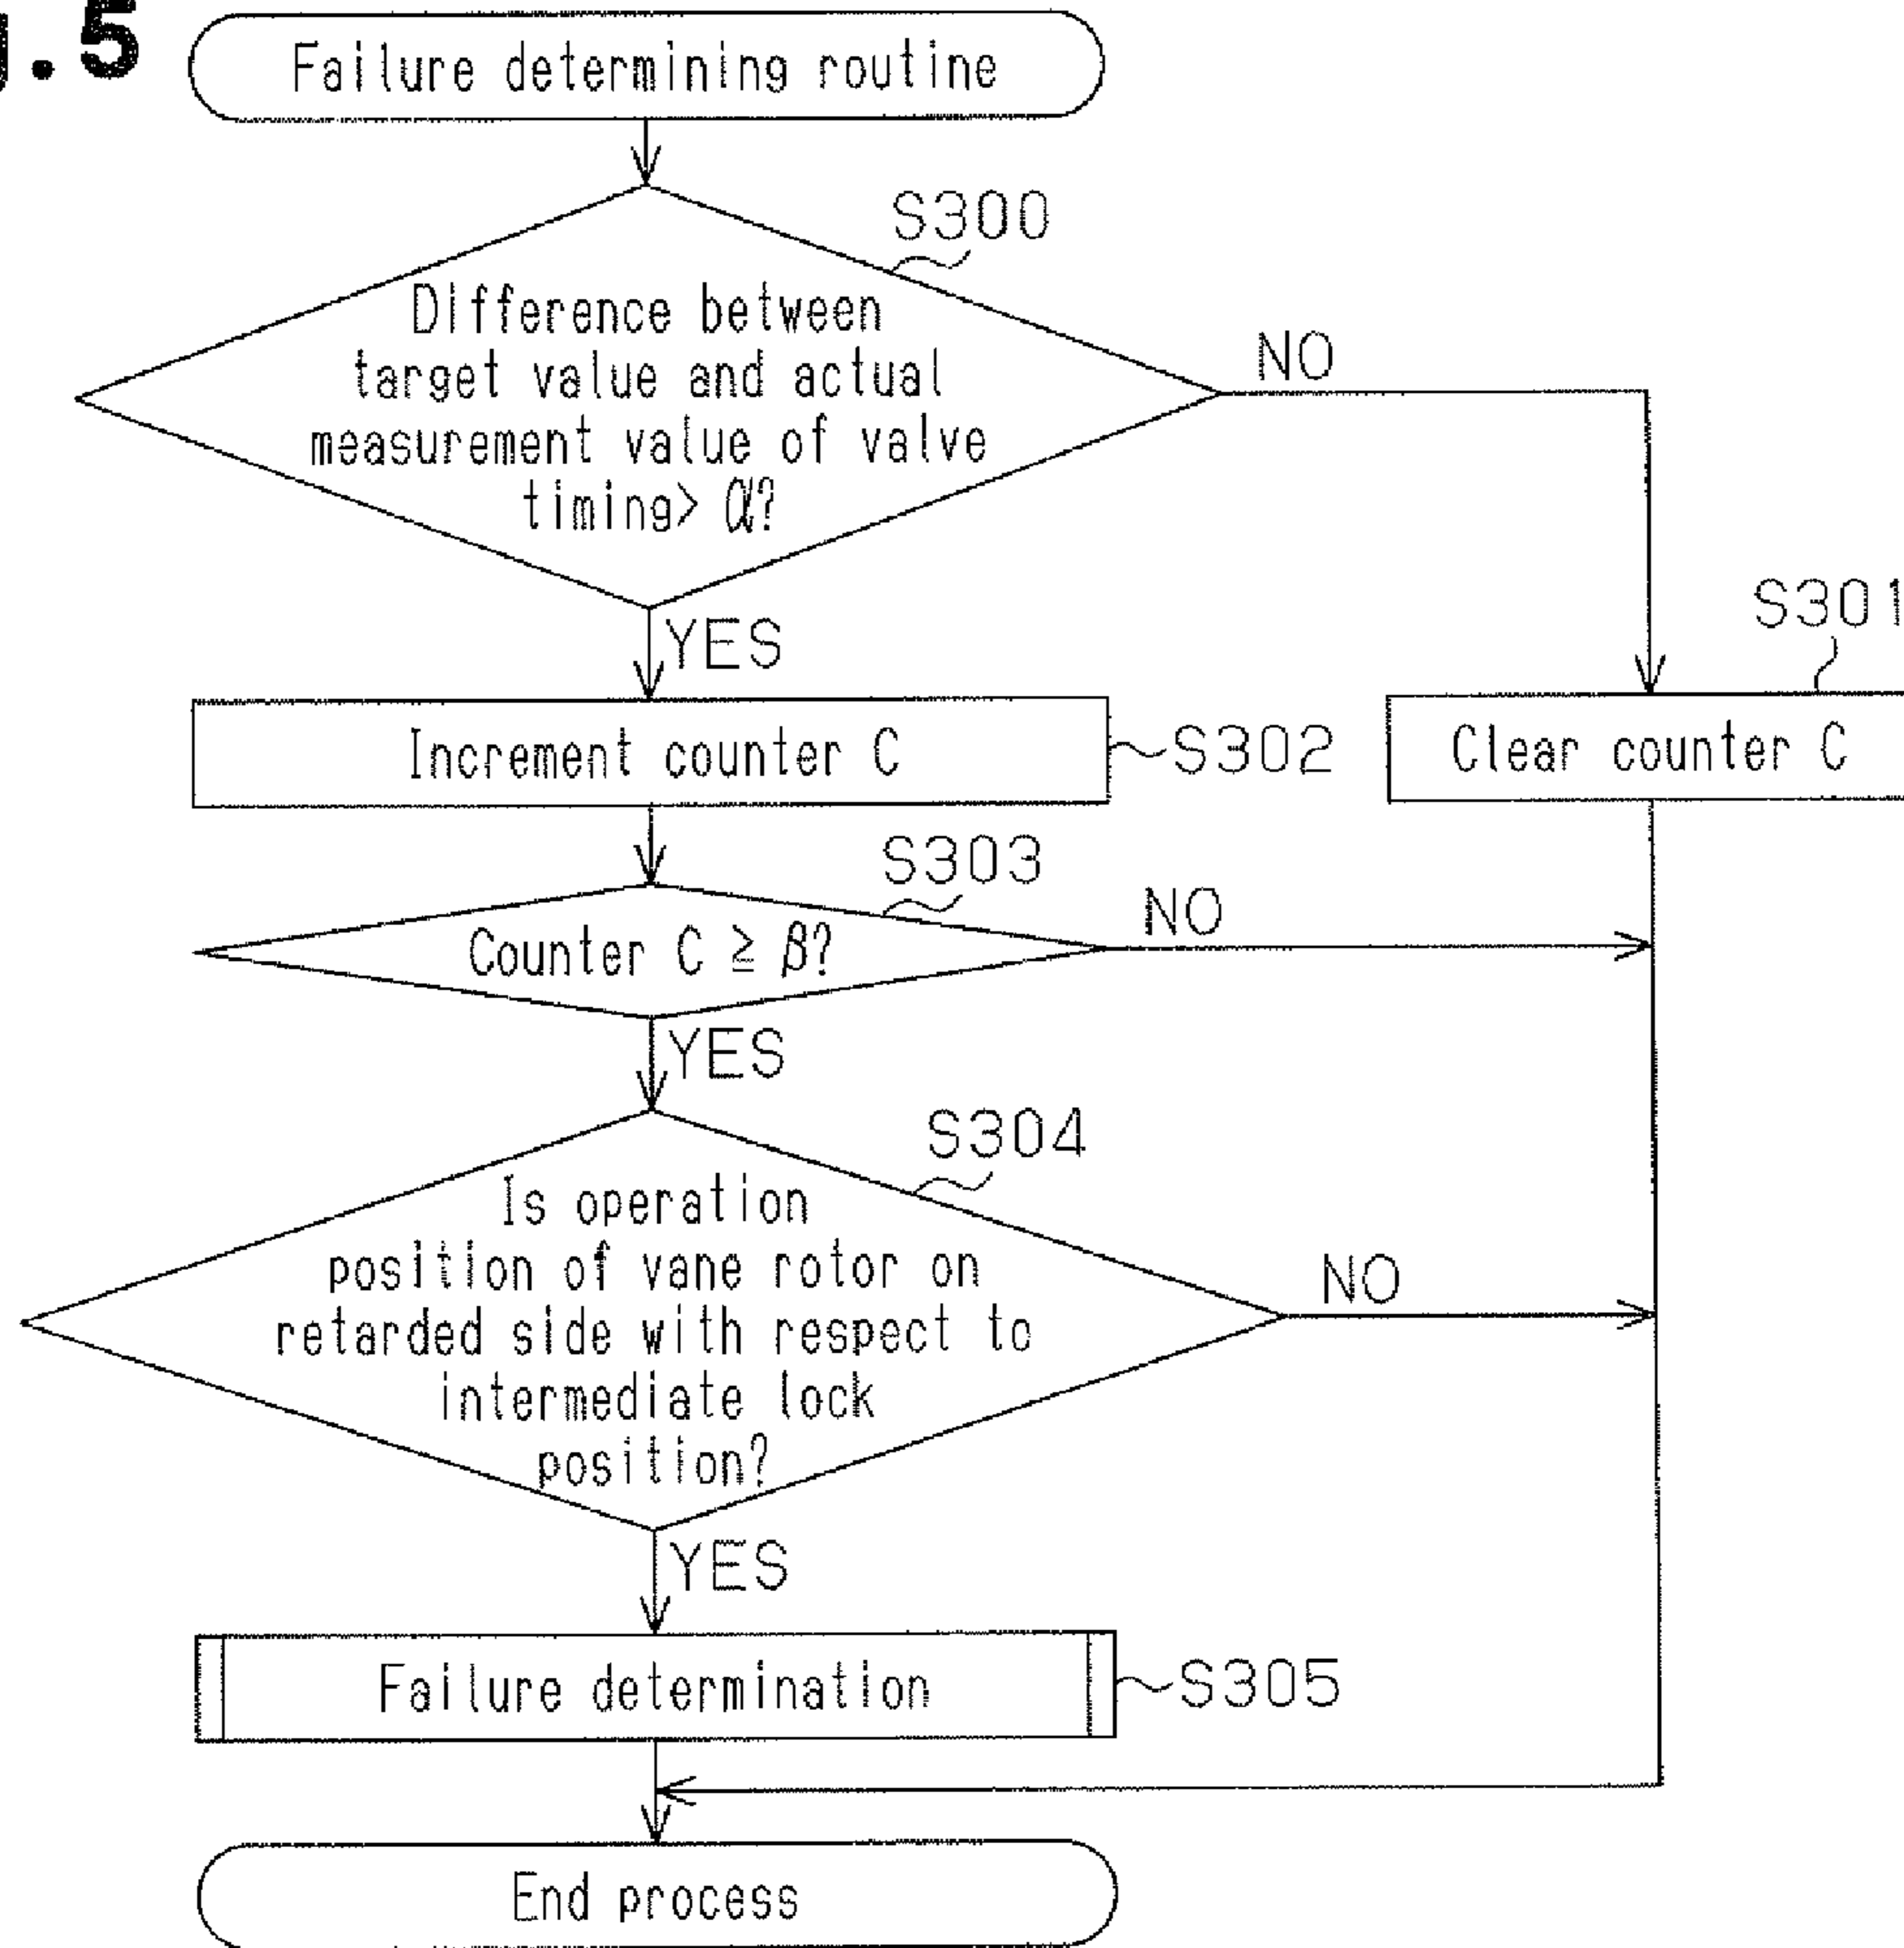 .5
Failure determining routine
S300
Difference between
target value and actual
measurement value of valve
timing> α?
NO
YES
S301
Increment counter C
S302
Clear counter C
S303
Counter C ≧ β?
NO
YES
S304
Is operation
position of vane rotor on
retarded side with respect to
intermediate lock
position?
NO
YES
Failure determination
S305
End process